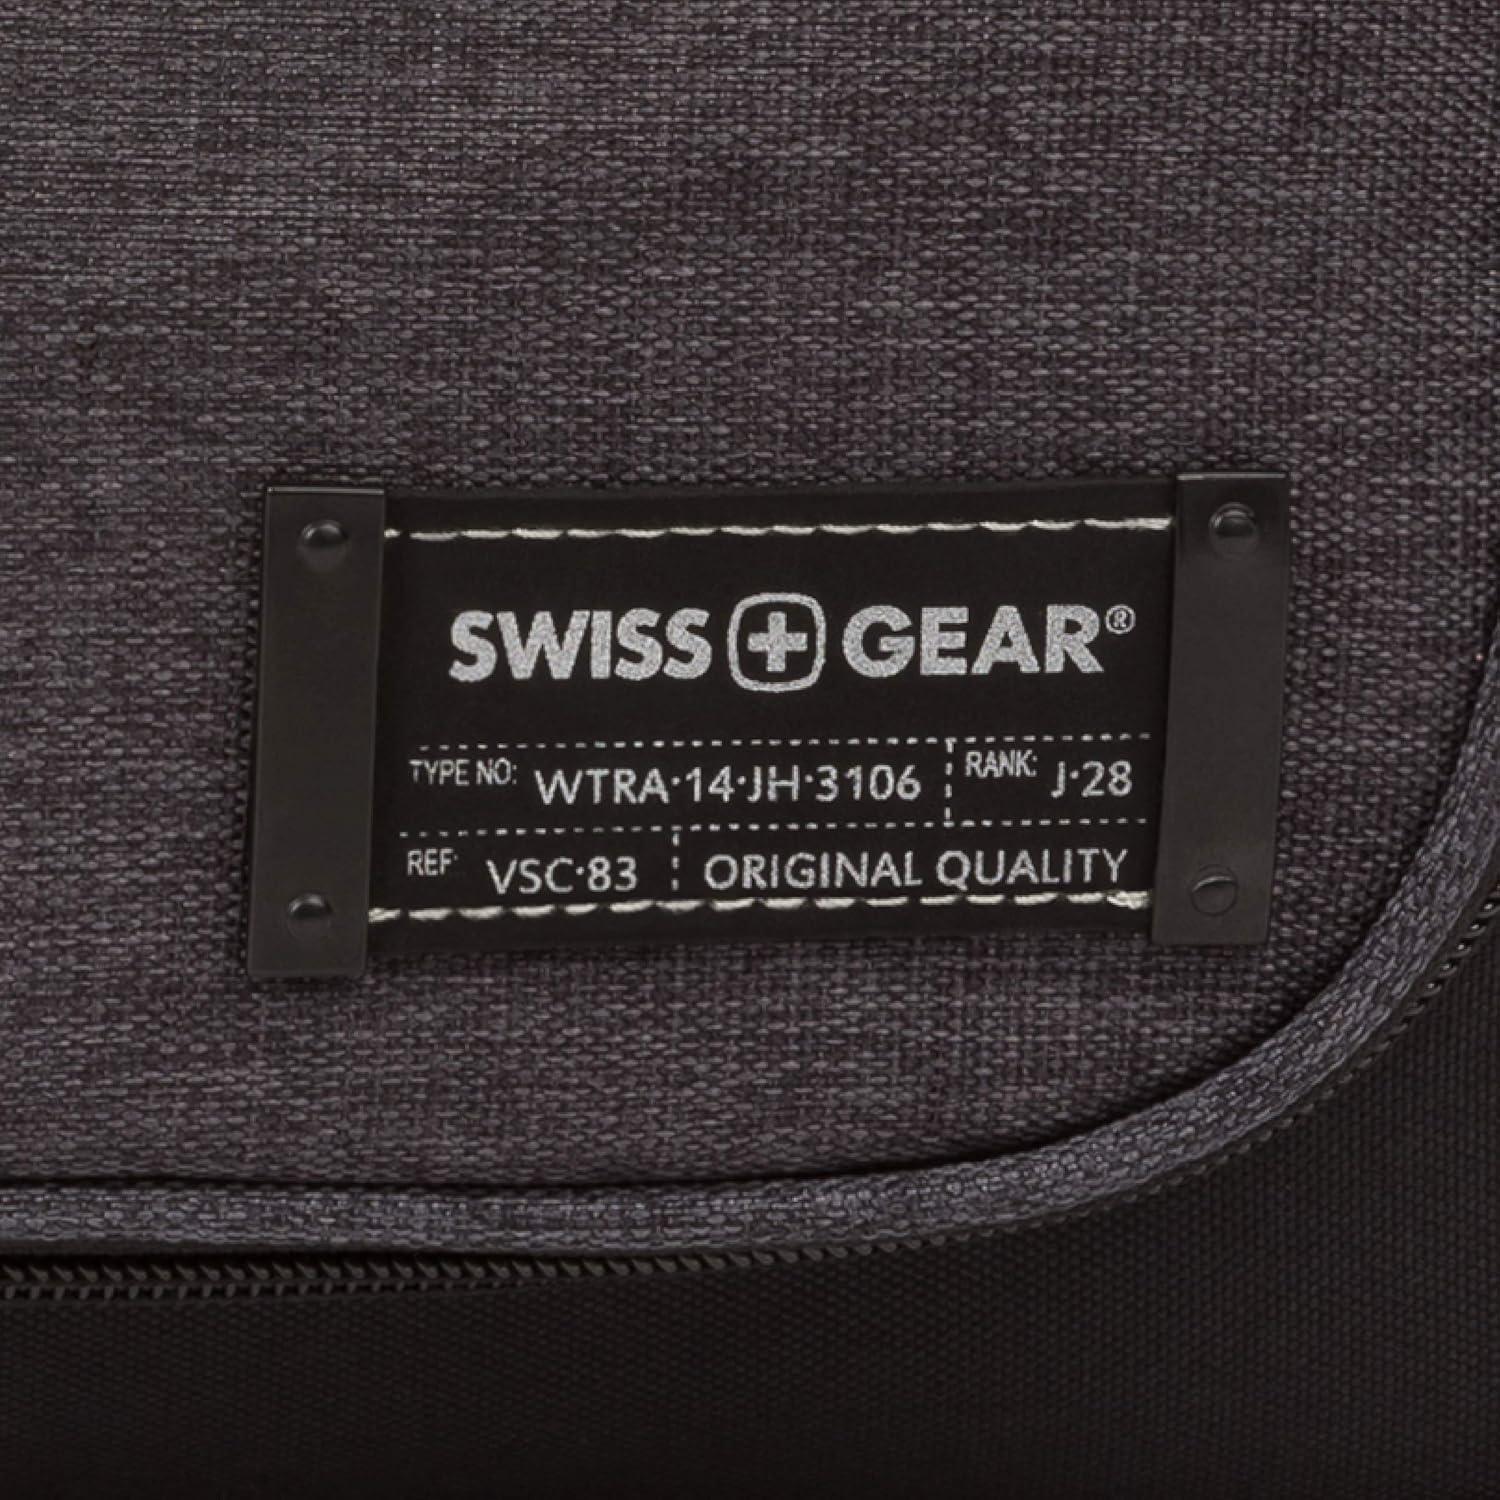 SWISS GEAR®
TYPE NO: WTRA·14·JH·3106 RANK: J·28
REF: VSC·83 ORIGINAL QUALITY